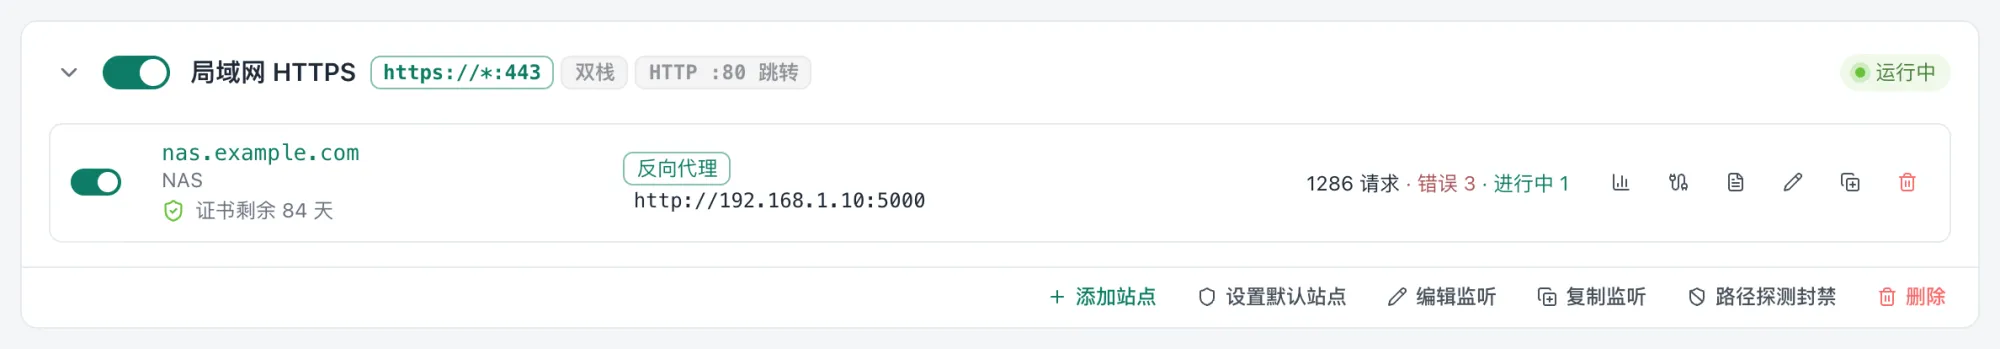 局域网 HTTPS https://*:443 双栈 HTTP :80 跳转 运行中
nas.example.com
NAS
证书剩余 84 天
反向代理
http://192.168.1.10:5000
1286 请求 · 错误 3 · 进行中 1
+ 添加站点 设置默认站点 编辑监听 复制监听 路径探测封禁 删除